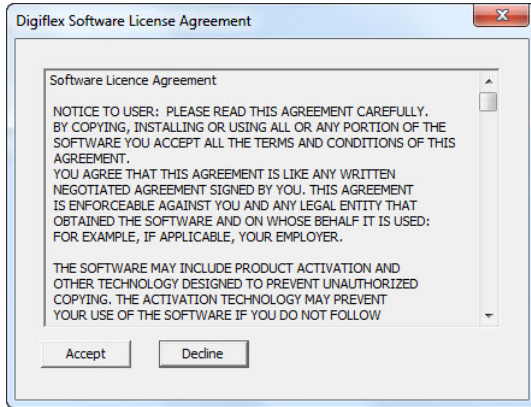 Digiflex Software License Agreement
Software Licence Agreement
NOTICE TO USER: PLEASE READ THIS AGREEMENT CAREFULLY.
BY COPYING, INSTALLING OR USING ALL OR ANY PORTION OF THE
SOFTWARE YOU ACCEPT ALL THE TERMS AND CONDITIONS OF THIS
AGREEMENT.
YOU AGREE THAT THIS AGREEMENT IS LIKE ANY WRITTEN
NEGOTIATED AGREEMENT SIGNED BY YOU. THIS AGREEMENT
IS ENFORCEABLE AGAINST YOU AND ANY LEGAL ENTITY THAT
OBTAINED THE SOFTWARE AND ON WHOSE BEHALF IT IS USED:
FOR EXAMPLE, IF APPLICABLE, YOUR EMPLOYER.
THE SOFTWARE MAY INCLUDE PRODUCT ACTIVATION AND
OTHER TECHNOLOGY DESIGNED TO PREVENT UNAUTHORIZED
COPYING. THE ACTIVATION TECHNOLOGY MAY PREVENT
YOUR USE OF THE SOFTWARE IF YOU DO NOT FOLLOW
Accept Decline